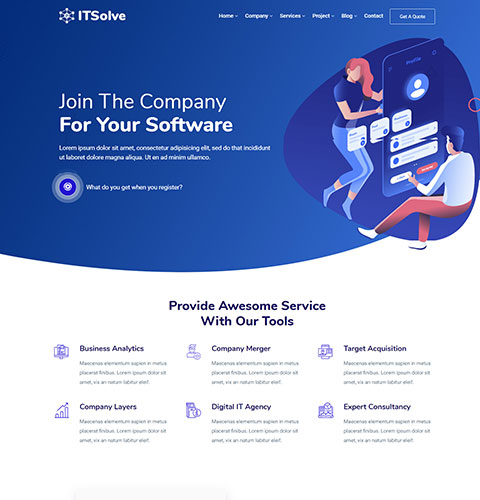 ITSolve
Home Company Services Project Blog Contact
Get A Quote
Join The Company
For Your Software
Lorem ipsum dolor sit amet, consectetur adipisicing elit, sed do that incididunt
ut laboret dolore magna aliqua. Ut en ad minim ullamco.
What do you get when you register?
Profile
Provide Awesome Service
With Our Tools
Business Analytics
Maecenas elementum sapien in metus
placerat finibus. Lorem ipsum dolor sit
amet, vix an natum labitur eleif.
Company Merger
Maecenas elementum sapien in metus
placerat finibus. Lorem ipsum dolor sit
amet, vix an natum labitur eleif.
Target Acquisition
Maecenas elementum sapien in metus
placerat finibus. Lorem ipsum dolor sit
amet, vix an natum labitur eleif.
Company Layers
Maecenas elementum sapien in metus
placerat finibus. Lorem ipsum dolor sit
amet, vix an natum labitur eleif.
Digital IT Agency
Maecenas elementum sapien in metus
placerat finibus. Lorem ipsum dolor sit
amet, vix an natum labitur eleif.
Expert Consultancy
Maecenas elementum sapien in metus
placerat finibus. Lorem ipsum dolor sit
amet, vix an natum labitur eleif.